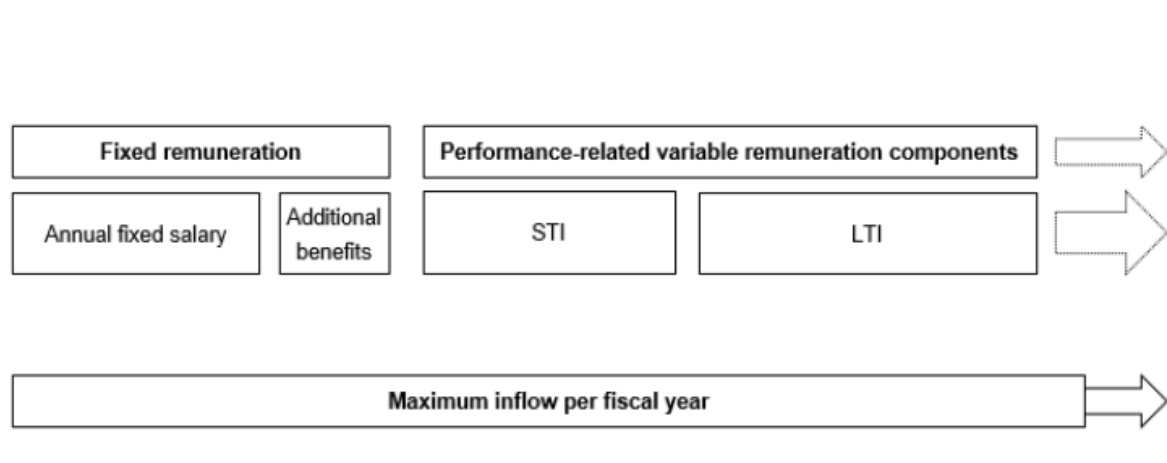 Fixed remuneration
Performance-related variable remuneration components
Annual fixed salary
Additional
benefits
STI
LTI
Maximum inflow per fiscal year